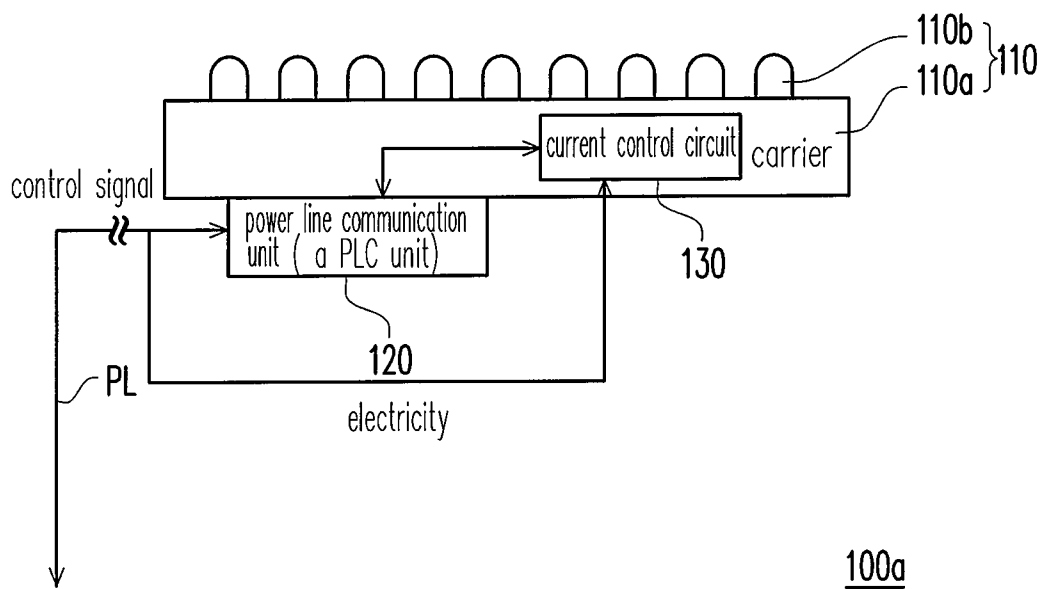 110b
110
110a
current control circuit
carrier
control signal
power line communication
unit ( a PLC unit)
130
120
PL
electricity
100a